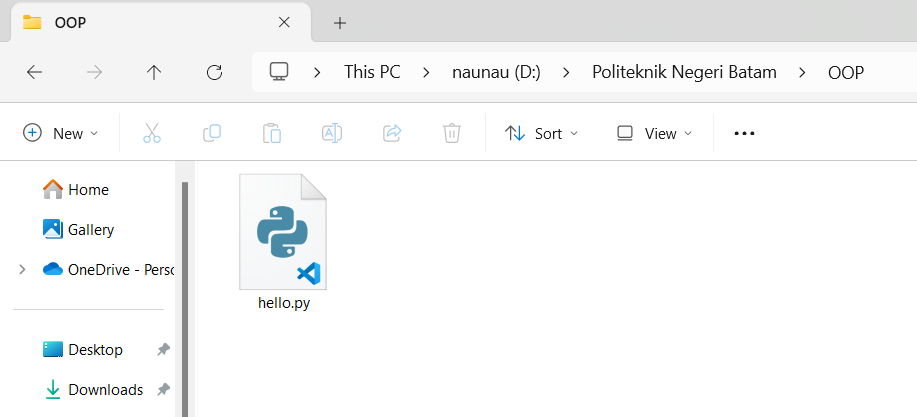 OOP
This PC > naunau (D:) > Politeknik Negeri Batam > OOP
New Sort View
Home
Gallery
OneDrive - Perso
hello.py
Desktop
Downloads